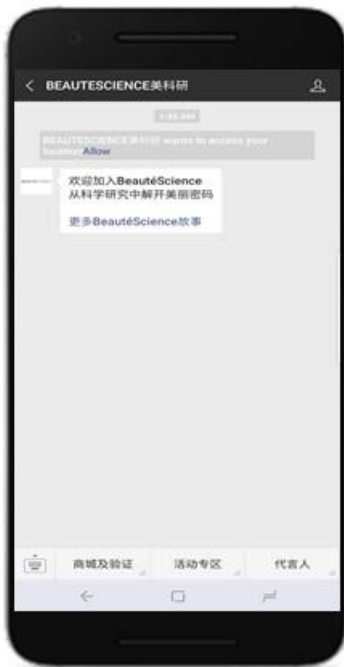 BEAUTESCIENCE美科研
BEAUTESCIENCE美科研 wants to access your
location Allow
欢迎加入BeautéScience
从科学研究中解开美丽密码
更多BeautéScience故事
商城及验证
活动专区
代言人